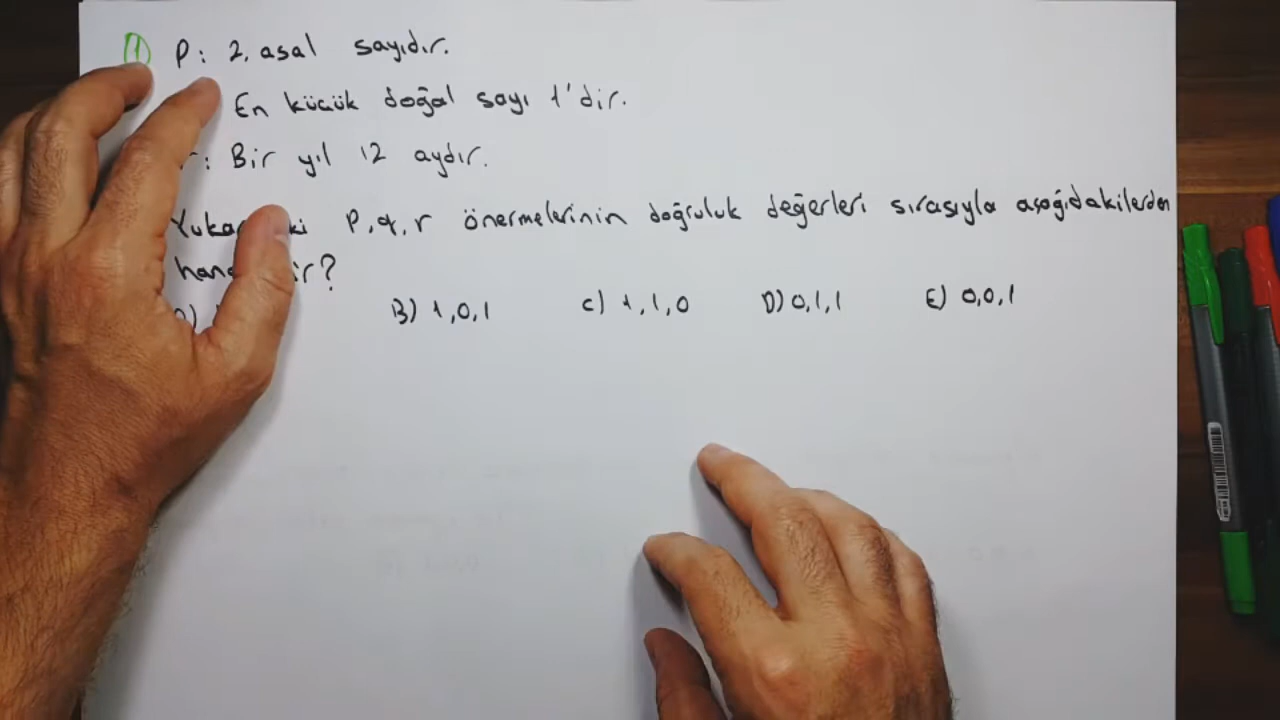 1 P: 2, asal sayıdır.
En küçük doğal sayı 1'dir.
r: Bir yıl 12 aydır.
P, q, r önermelerinin doğruluk değerleri sırasıyla aşağıdakilerden
?
B) 1,0,1 C) 1,1,0 D) 0,1,1 E) 0,0,1